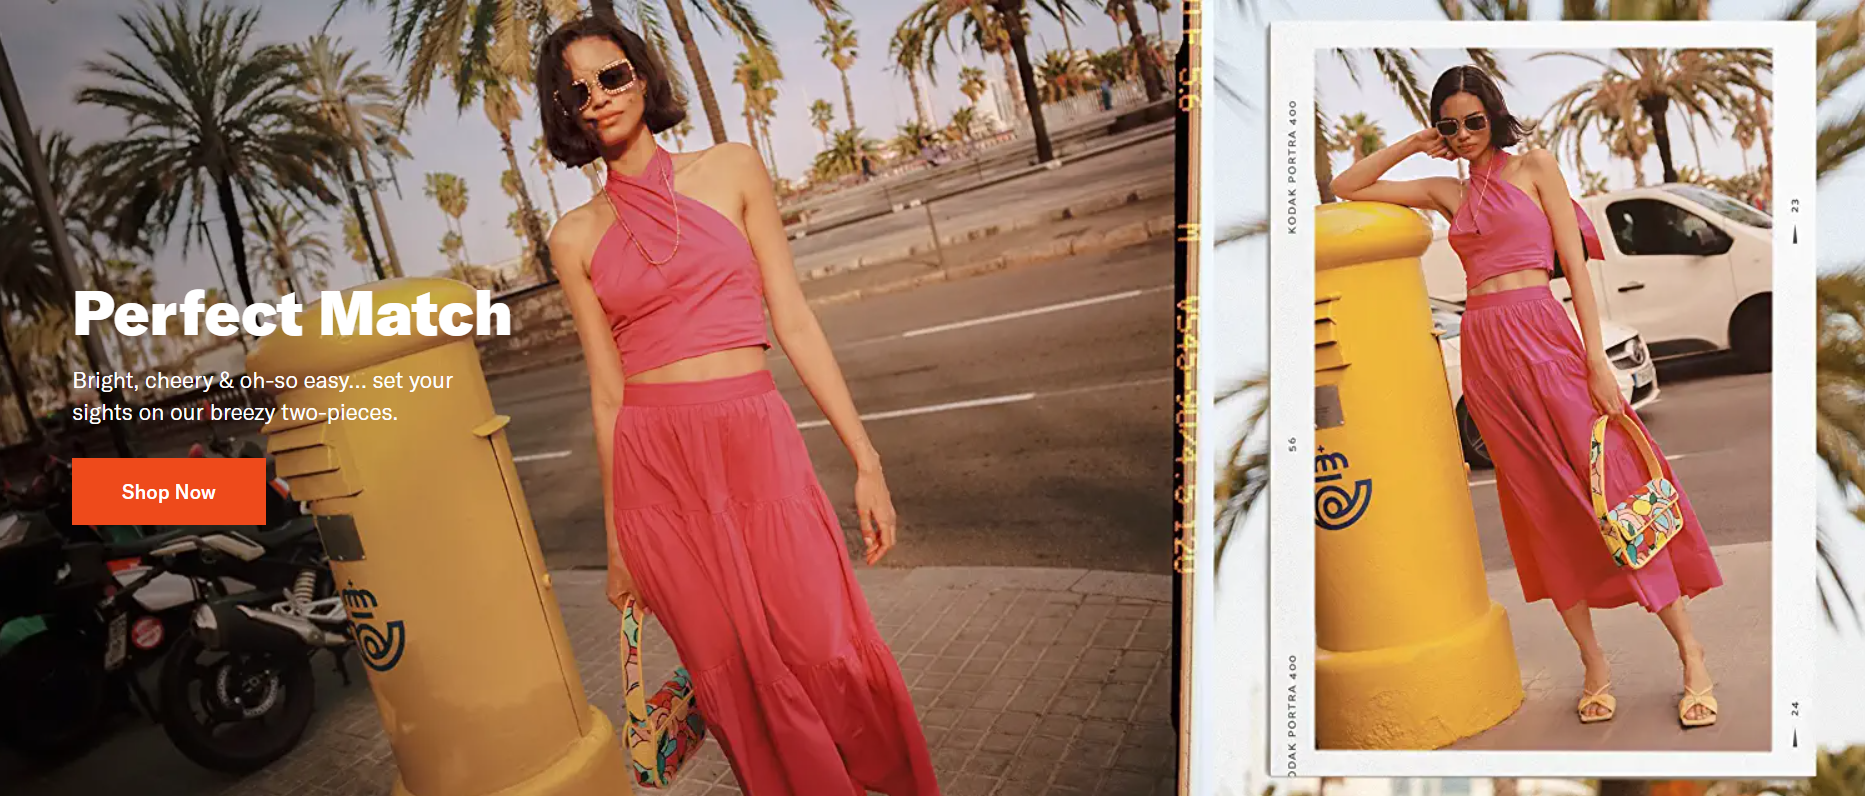 Perfect Match
Bright, cheery & oh-so easy... set your
sights on our breezy two-pieces.
Shop Now
KODAK PORTRA 400
56
ODAK PORTRA 400
23
24